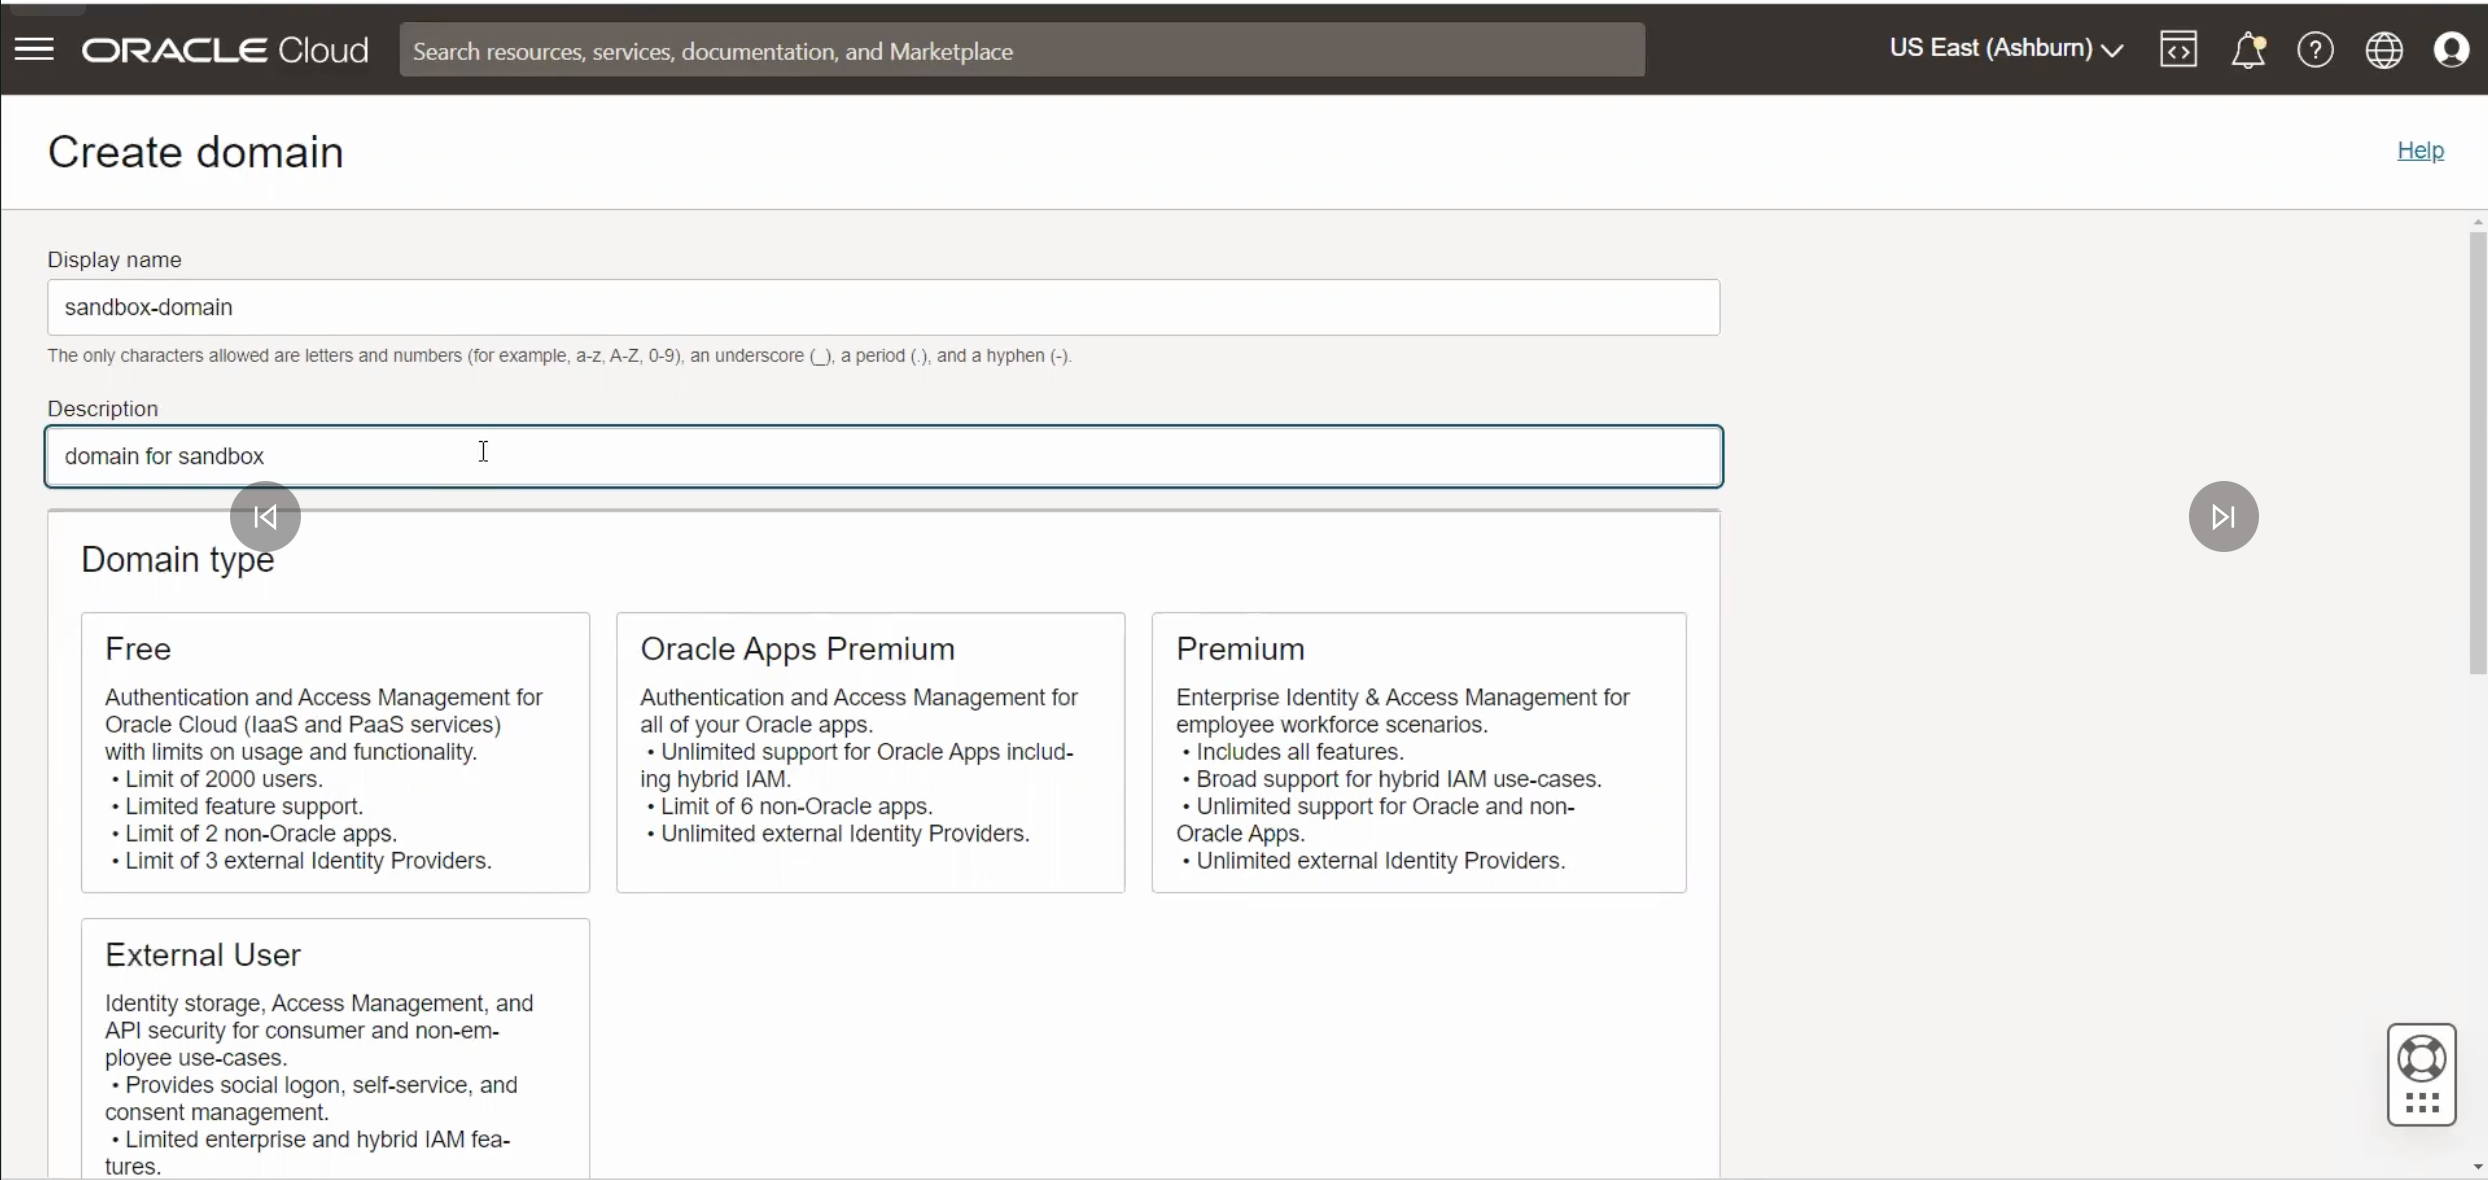 ORACLE Cloud
Search resources, services, documentation, and Marketplace
US East (Ashburn)
Create domain
Help
Display name
sandbox-domain
The only characters allowed are letters and numbers (for example, a-z, A-Z, 0-9), an underscore (_), a period (.), and a hyphen (-).
Description
domain for sandbox
Domain type
Free
Authentication and Access Management for
Oracle Cloud (IaaS and PaaS services)
with limits on usage and functionality.
• Limit of 2000 users.
• Limited feature support.
• Limit of 2 non-Oracle apps.
• Limit of 3 external Identity Providers.
Oracle Apps Premium
Authentication and Access Management for
all of your Oracle apps.
• Unlimited support for Oracle Apps includ-
ing hybrid IAM.
• Limit of 6 non-Oracle apps.
• Unlimited external Identity Providers.
Premium
Enterprise Identity & Access Management for
employee workforce scenarios.
• Includes all features.
• Broad support for hybrid IAM use-cases.
• Unlimited support for Oracle and non-
Oracle Apps.
• Unlimited external Identity Providers.
External User
Identity storage, Access Management, and
API security for consumer and non-em-
ployee use-cases.
• Provides social logon, self-service, and
consent management.
• Limited enterprise and hybrid IAM fea-
tures.